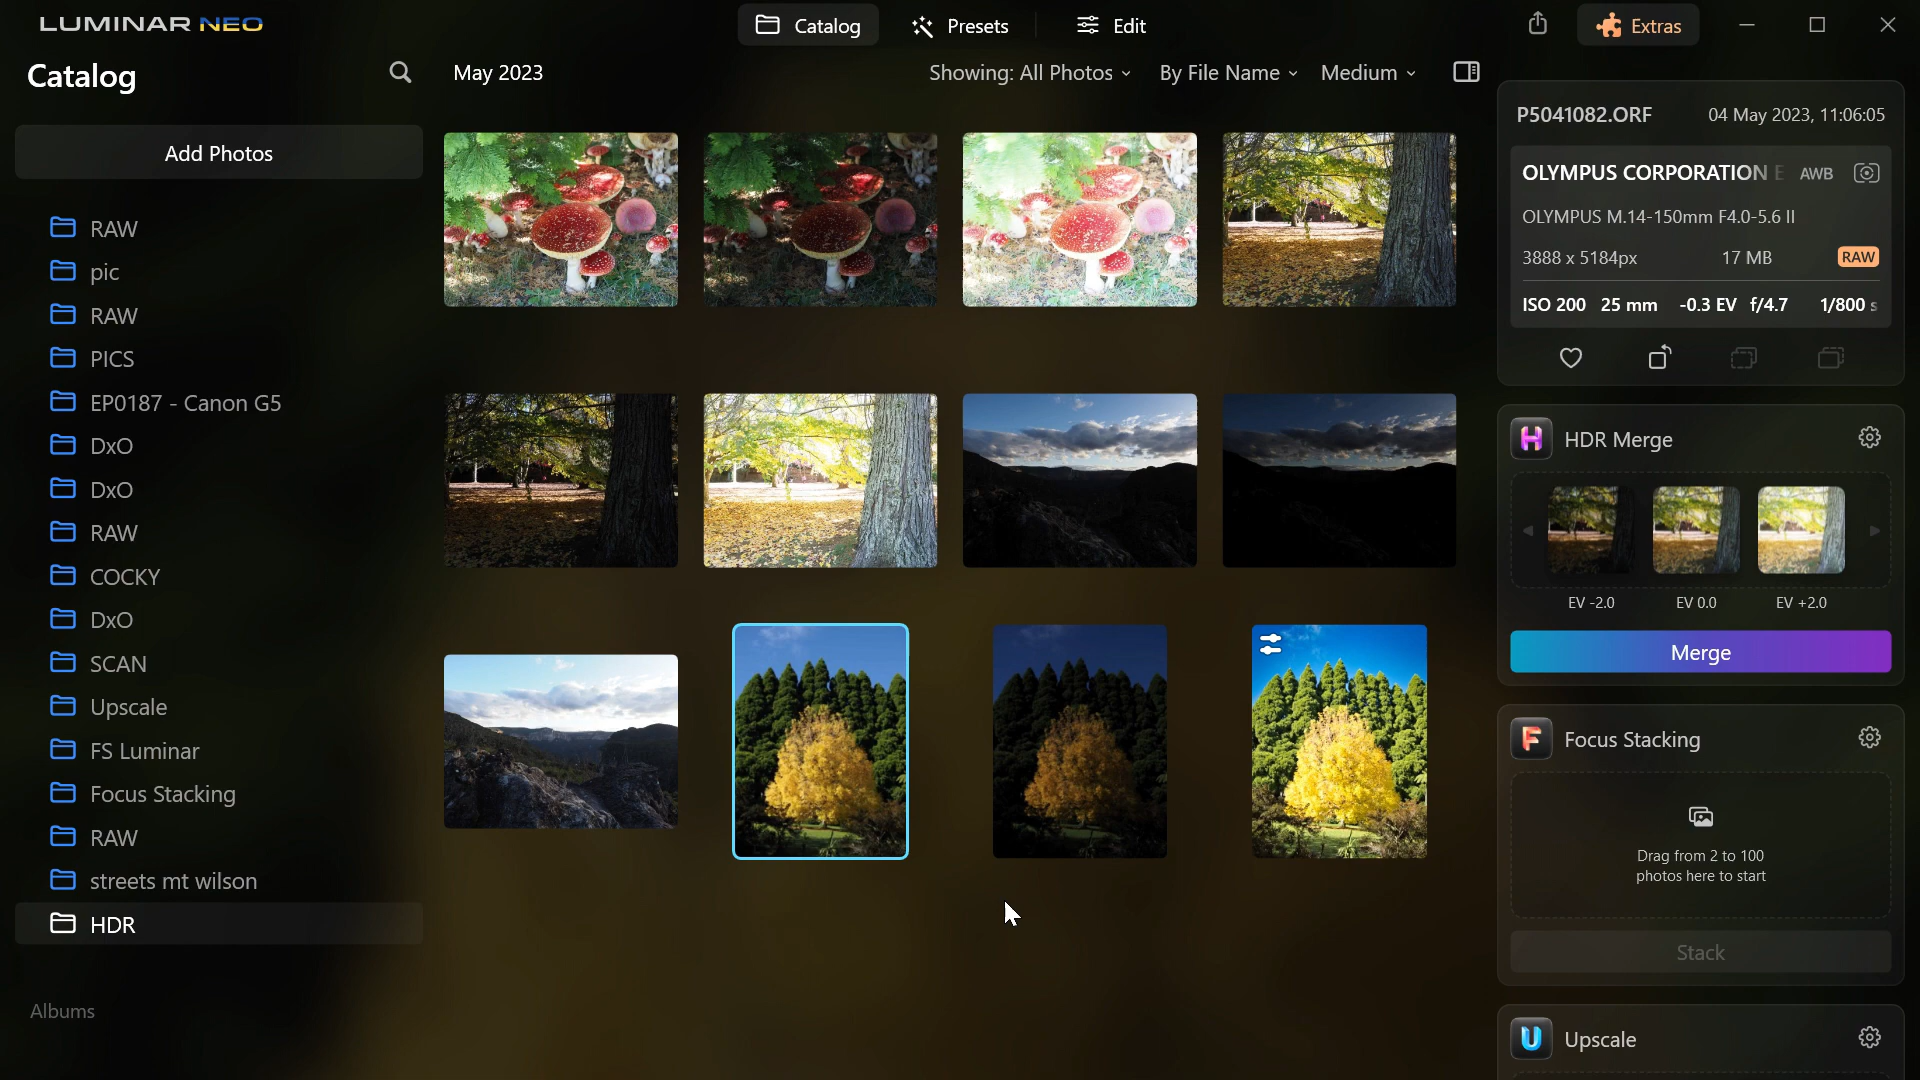 LUMINAR NEO
Catalog
Presets
Edit
Extras
Catalog
May 2023
Showing: All Photos
By File Name
Medium
Add Photos
RAW
pic
RAW
PICS
EP0187 - Canon G5
DxO
DxO
RAW
COCKY
DxO
SCAN
Upscale
FS Luminar
Focus Stacking
RAW
streets mt wilson
HDR
Albums
P5041082.ORF
04 May 2023, 11:06:05
OLYMPUS CORPORATION E
AWB
OLYMPUS M.14-150mm F4.0-5.6 II
3888 x 5184px
17 MB
RAW
ISO 200
25 mm
-0.3 EV
f/4.7
1/800 s
HDR Merge
EV -2.0
EV 0.0
EV +2.0
Merge
Focus Stacking
Drag from 2 to 100
photos here to start
Stack
Upscale